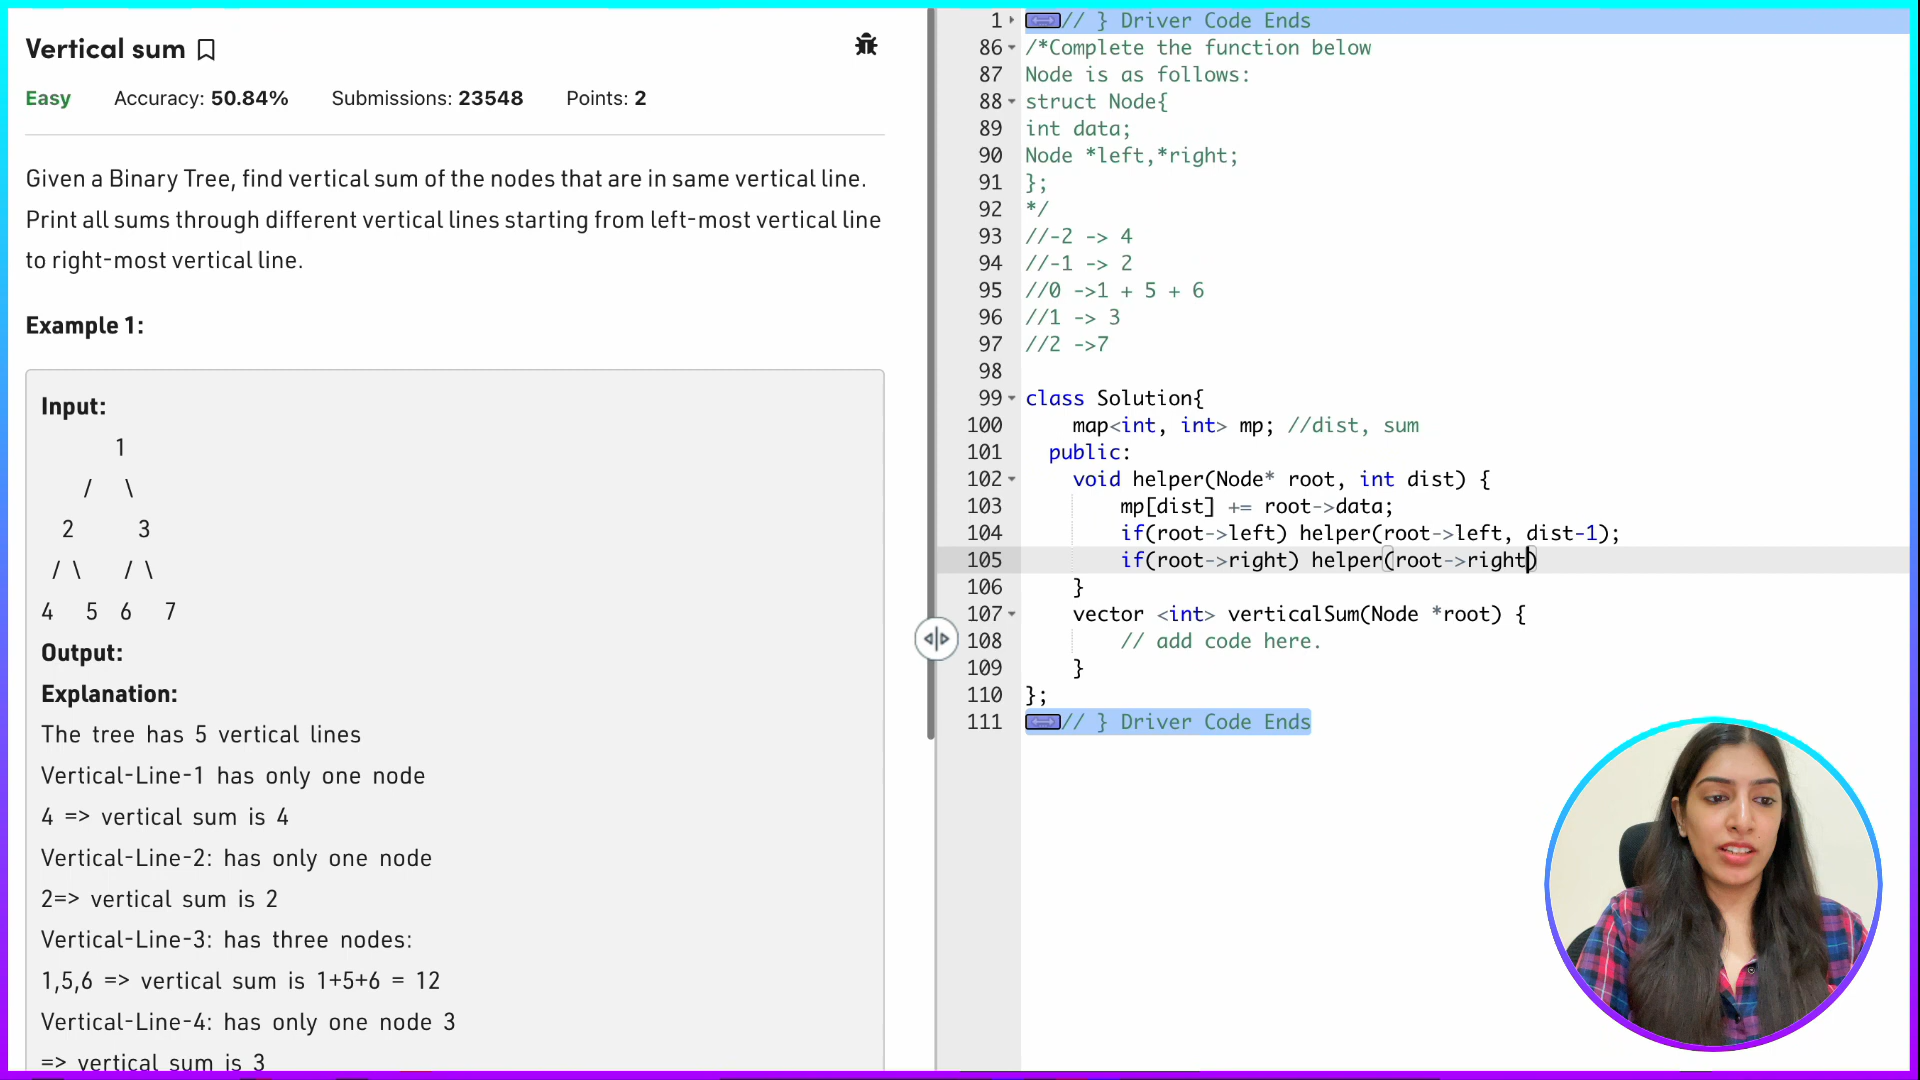 Vertical sum
Easy Accuracy: 50.84% Submissions: 23548 Points: 2
Given a Binary Tree, find vertical sum of the nodes that are in same vertical line.
Print all sums through different vertical lines starting from left-most vertical line
to right-most vertical line.
Example 1:
Input:
1
/ \
2 3
/ \ / \
4 5 6 7
Output:
Explanation:
The tree has 5 vertical lines
Vertical-Line-1 has only one node
4 => vertical sum is 4
Vertical-Line-2: has only one node
2=> vertical sum is 2
Vertical-Line-3: has three nodes:
1,5,6 => vertical sum is 1+5+6 = 12
Vertical-Line-4: has only one node 3
=> vertical sum is 3
1 // } Driver Code Ends
86 /*Complete the function below
87 Node is as follows:
88 struct Node{
89 int data;
90 Node *left,*right;
91 };
92 */
93 //-2 -> 4
94 //-1 -> 2
95 //0 ->1 + 5 + 6
96 //1 -> 3
97 //2 ->7
98
99 class Solution{
100 map<int, int> mp; //dist, sum
101 public:
102 void helper(Node* root, int dist) {
103 mp[dist] += root->data;
104 if(root->left) helper(root->left, dist-1);
105 if(root->right) helper(root->right)
106 }
107 vector <int> verticalSum(Node *root) {
108 // add code here.
109 }
110 };
111 // } Driver Code Ends